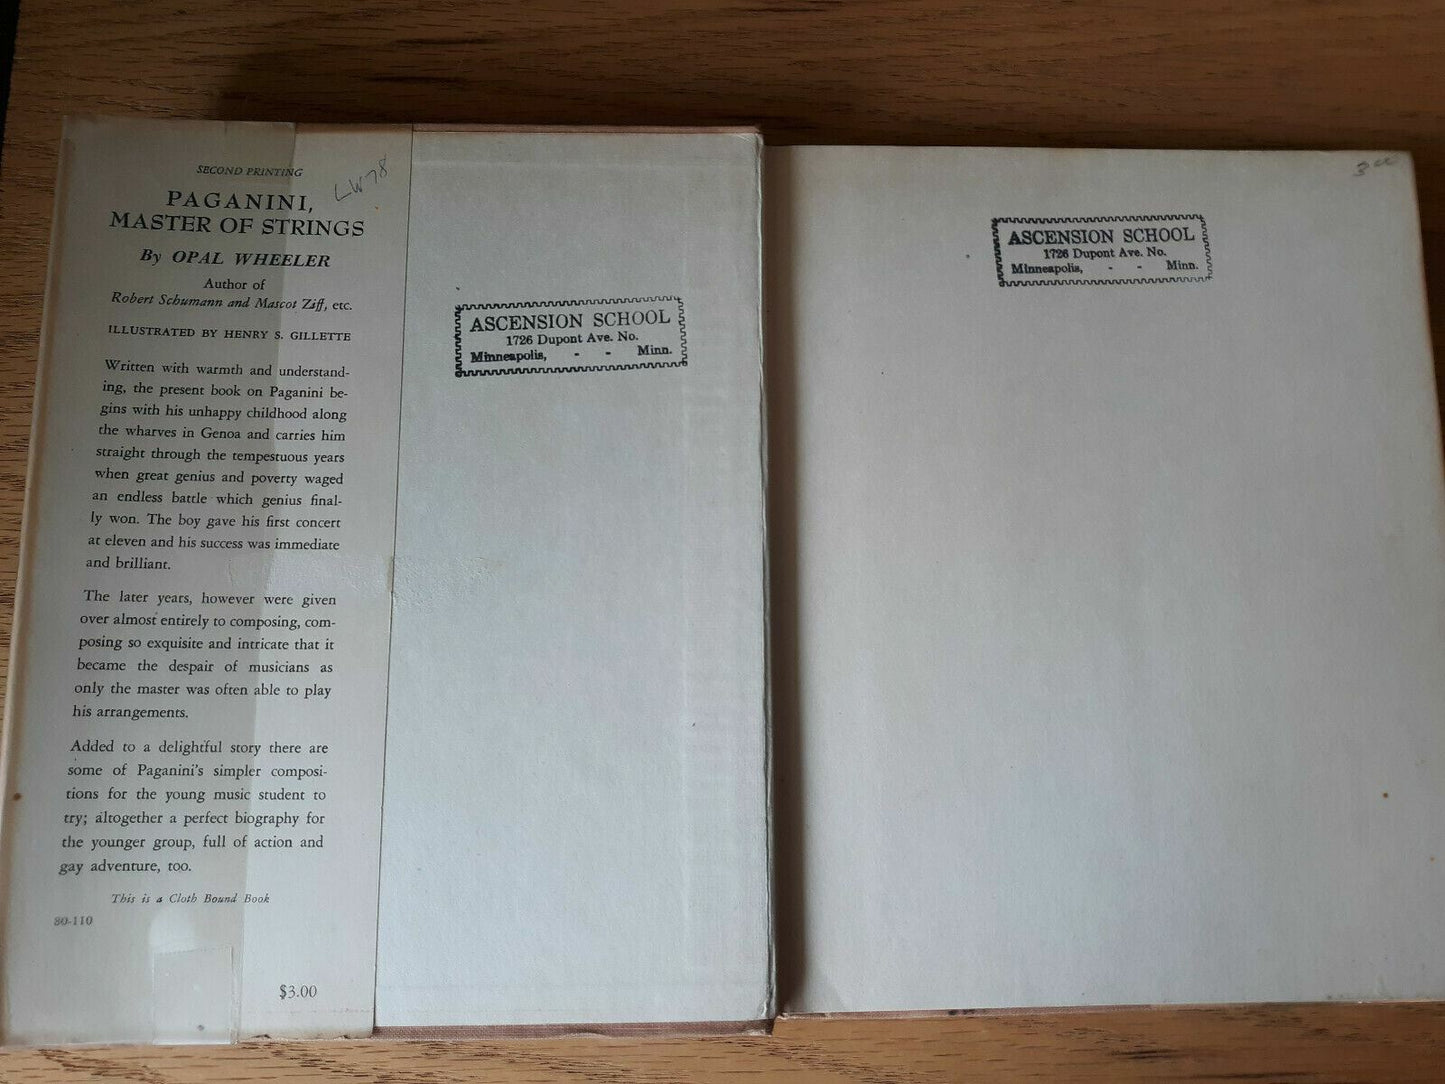 SECOND PRINTING
LW78
PAGANINI,
MASTER OF STRINGS
By OPAL WHEELER
Author of
Robert Schumann and Mascot Ziff, etc.
ILLUSTRATED BY HENRY S. GILLETTE
Written with warmth and understand-
ing, the present book on Paganini be-
gins with his unhappy childhood along
the wharves in Genoa and carries him
straight through the tempestuous years
when great genius and poverty waged
an endless battle which genius final-
ly won. The boy gave his first concert
at eleven and his success was immediate
and brilliant.
The later years, however were given
over almost entirely to composing, com-
posing so exquisite and intricate that it
became the despair of musicians as
only the master was often able to play
his arrangements.
Added to a delightful story there are
some of Paganini's simpler composi-
tions for the young music student to
try; altogether a perfect biography for
the younger group, full of action and
gay adventure, too.
This is a Cloth Bound Book
80-110
$3.00
ASCENSION SCHOOL
1726 Dupont Ave. No.
Minneapolis, - - Minn.
ASCENSION SCHOOL
1726 Dupont Ave. No.
Minneapolis, - - Minn.